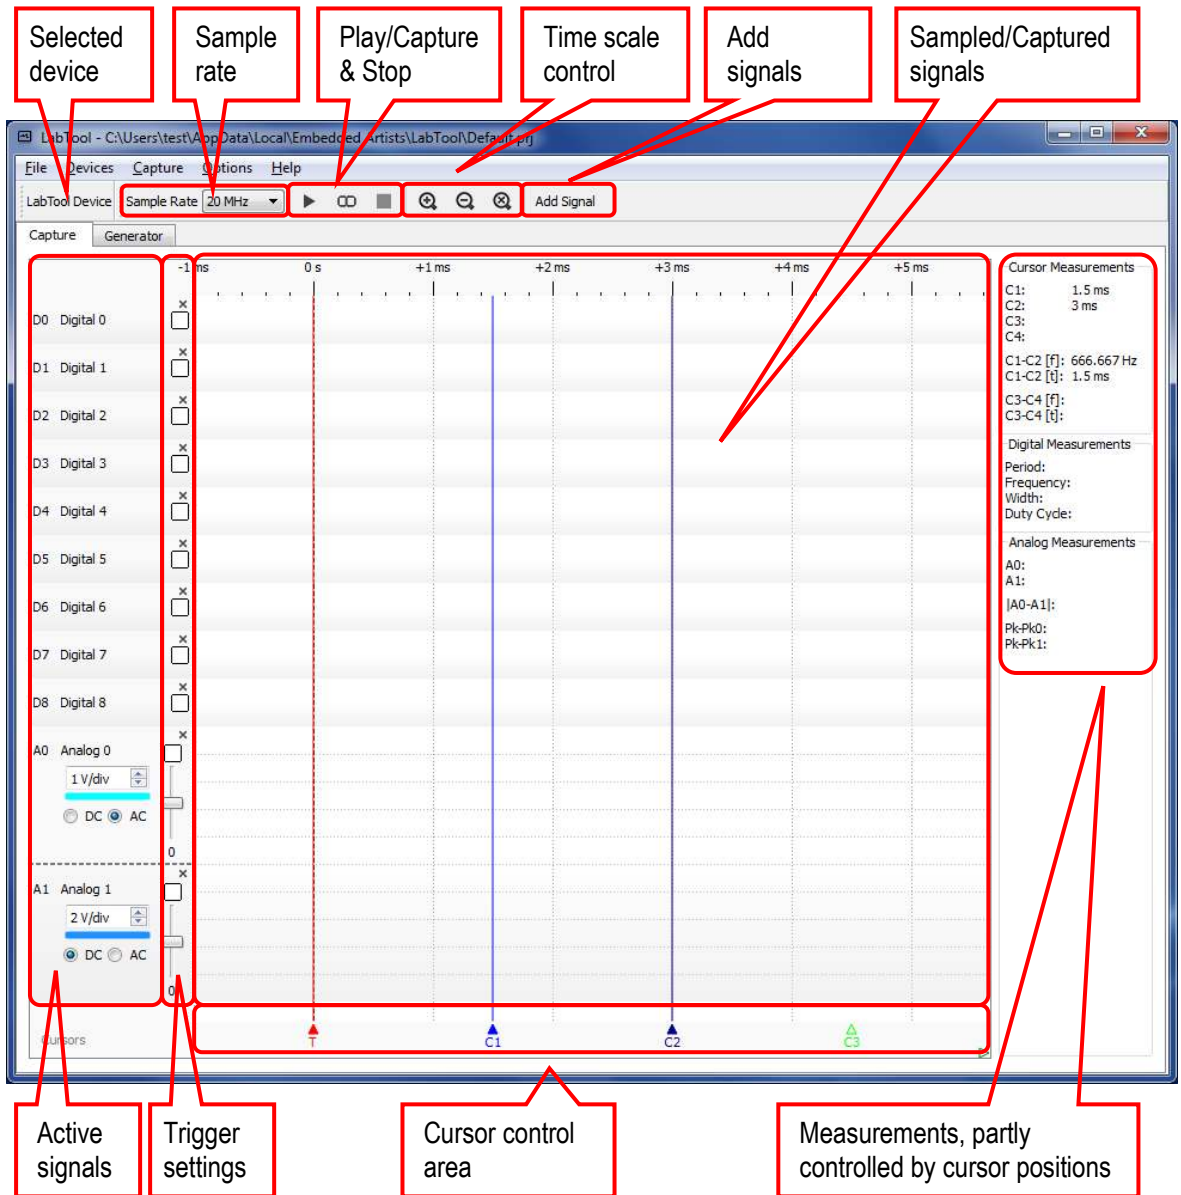 Selected device
Sample rate
Play/Capture & Stop
Time scale control
Add signals
Sampled/Captured signals
LabTool - C:\Users\test\AppData\Local\Embedded Artists\LabTool\Default.prj
File Devices Capture Options Help
LabTool Device Sample Rate 20 MHz Add Signal
Capture Generator
-1 ms 0 s +1 ms +2 ms +3 ms +4 ms +5 ms
Cursor Measurements
C1: 1.5 ms
C2: 3 ms
C3:
C4:
C1-C2 [f]: 666.667 Hz
C1-C2 [t]: 1.5 ms
C3-C4 [f]:
C3-C4 [t]:
Digital Measurements
Period:
Frequency:
Width:
Duty Cycle:
Analog Measurements
A0:
A1:
|A0-A1|:
Pk-Pk0:
Pk-Pk1:
D0 Digital 0
D1 Digital 1
D2 Digital 2
D3 Digital 3
D4 Digital 4
D5 Digital 5
D6 Digital 6
D7 Digital 7
D8 Digital 8
A0 Analog 0
1 V/div
DC AC
0
A1 Analog 1
2 V/div
DC AC
0
Cursors T C1 C2 C3
Active signals
Trigger settings
Cursor control area
Measurements, partly controlled by cursor positions